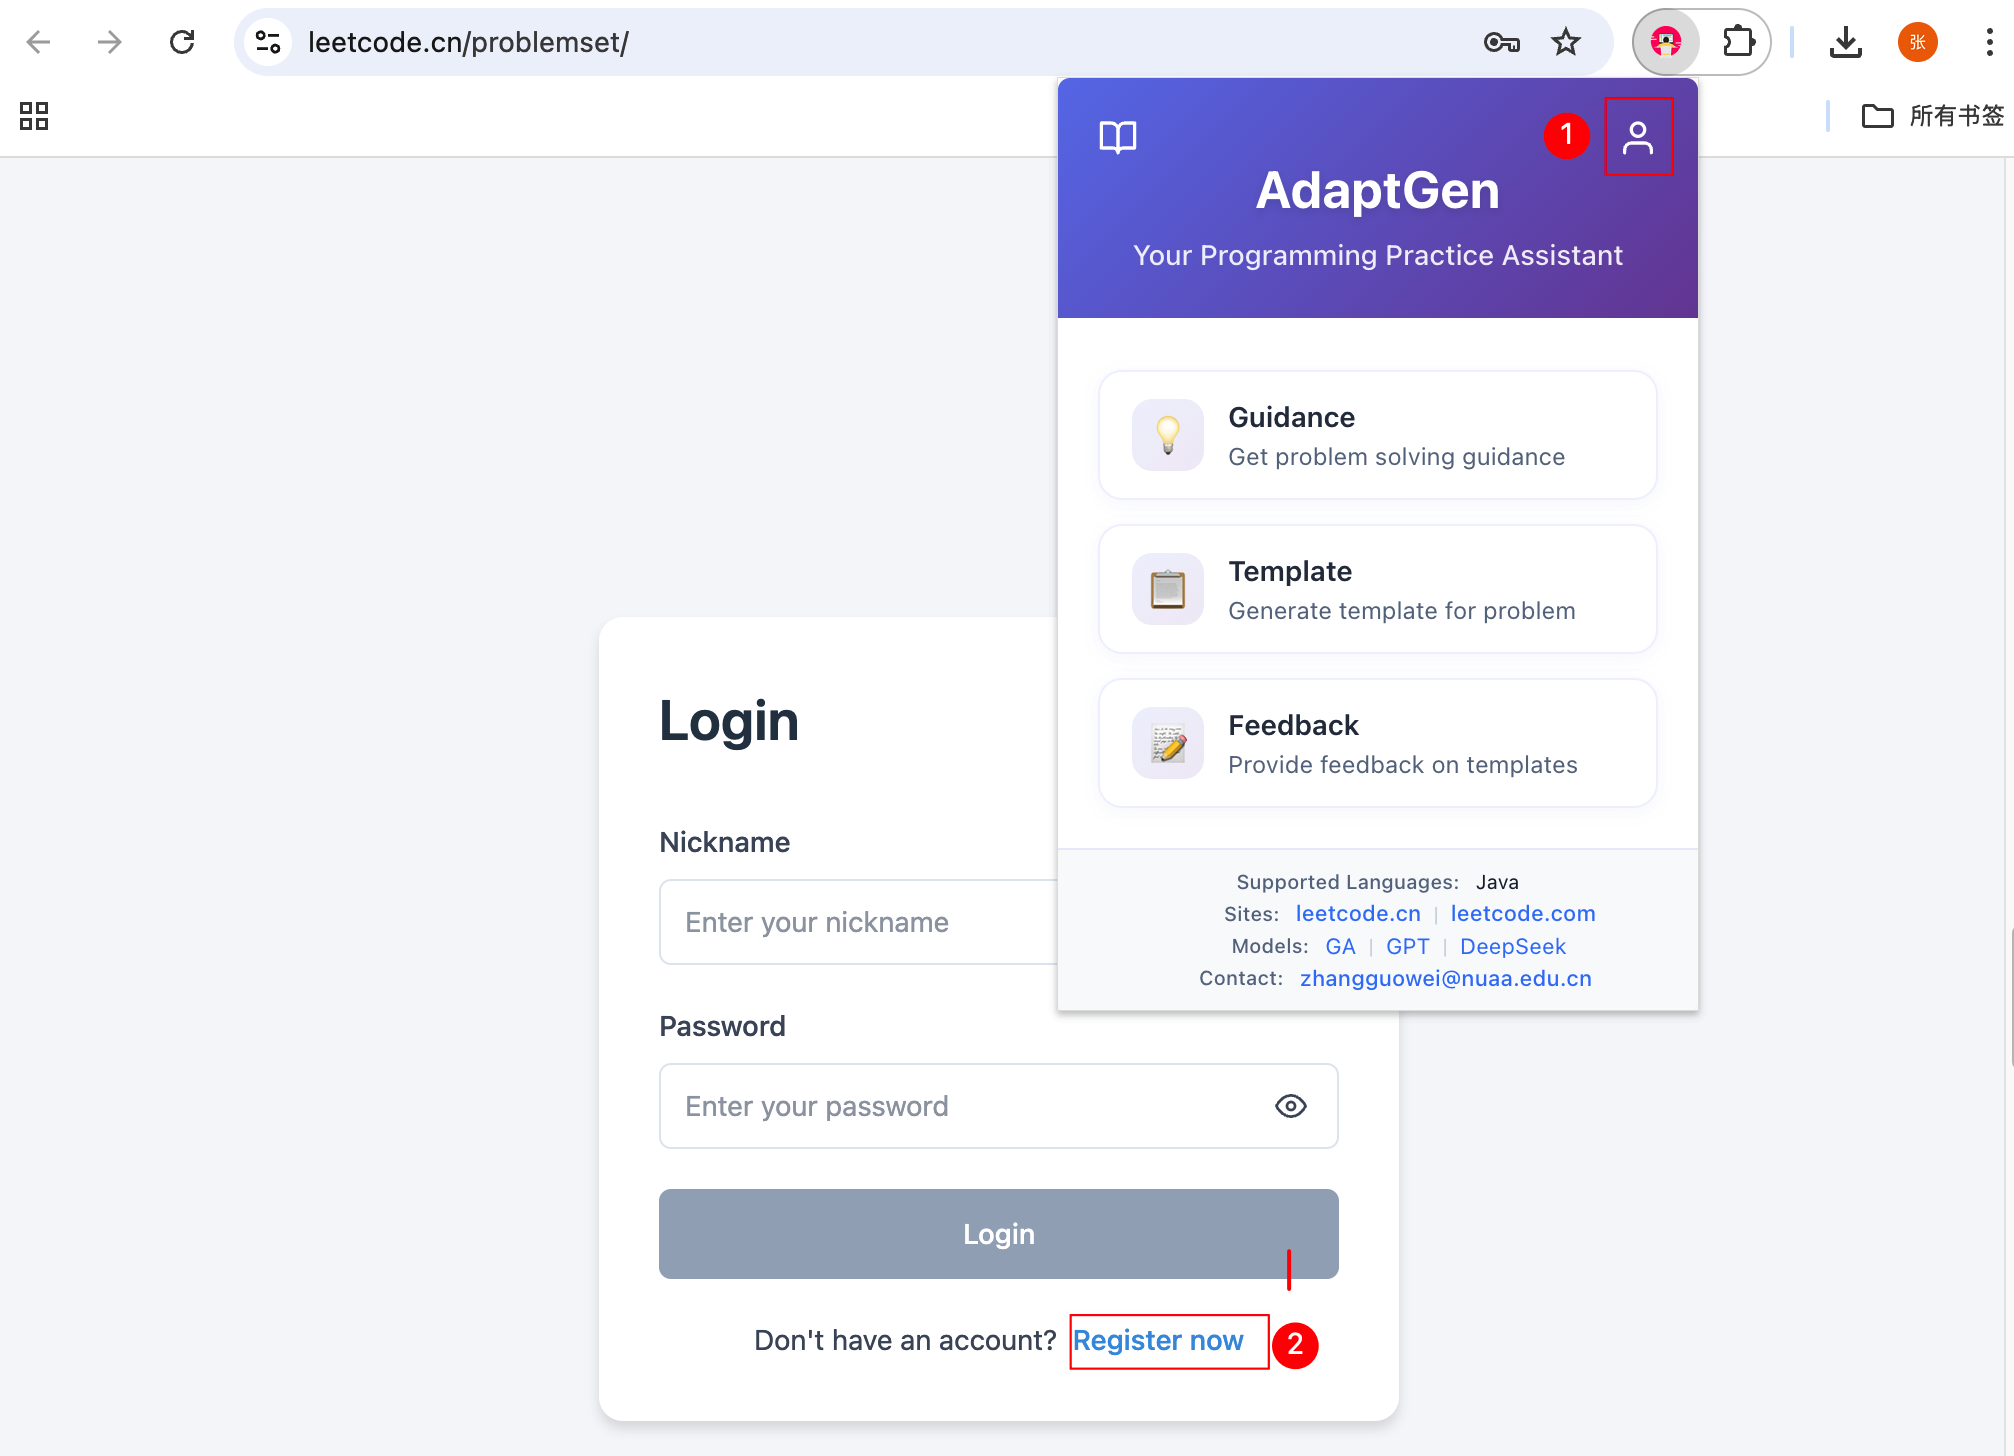 leetcode.cn/problemset/
张
所有书签
1
AdaptGen
Your Programming Practice Assistant
Guidance
Get problem solving guidance
Template
Generate template for problem
Feedback
Provide feedback on templates
Supported Languages: Java
Sites: leetcode.cn | leetcode.com
Models: GA | GPT | DeepSeek
Contact: zhangguowei@nuaa.edu.cn
Login
Nickname
Enter your nickname
Password
Enter your password
Login
Don't have an account? Register now
2